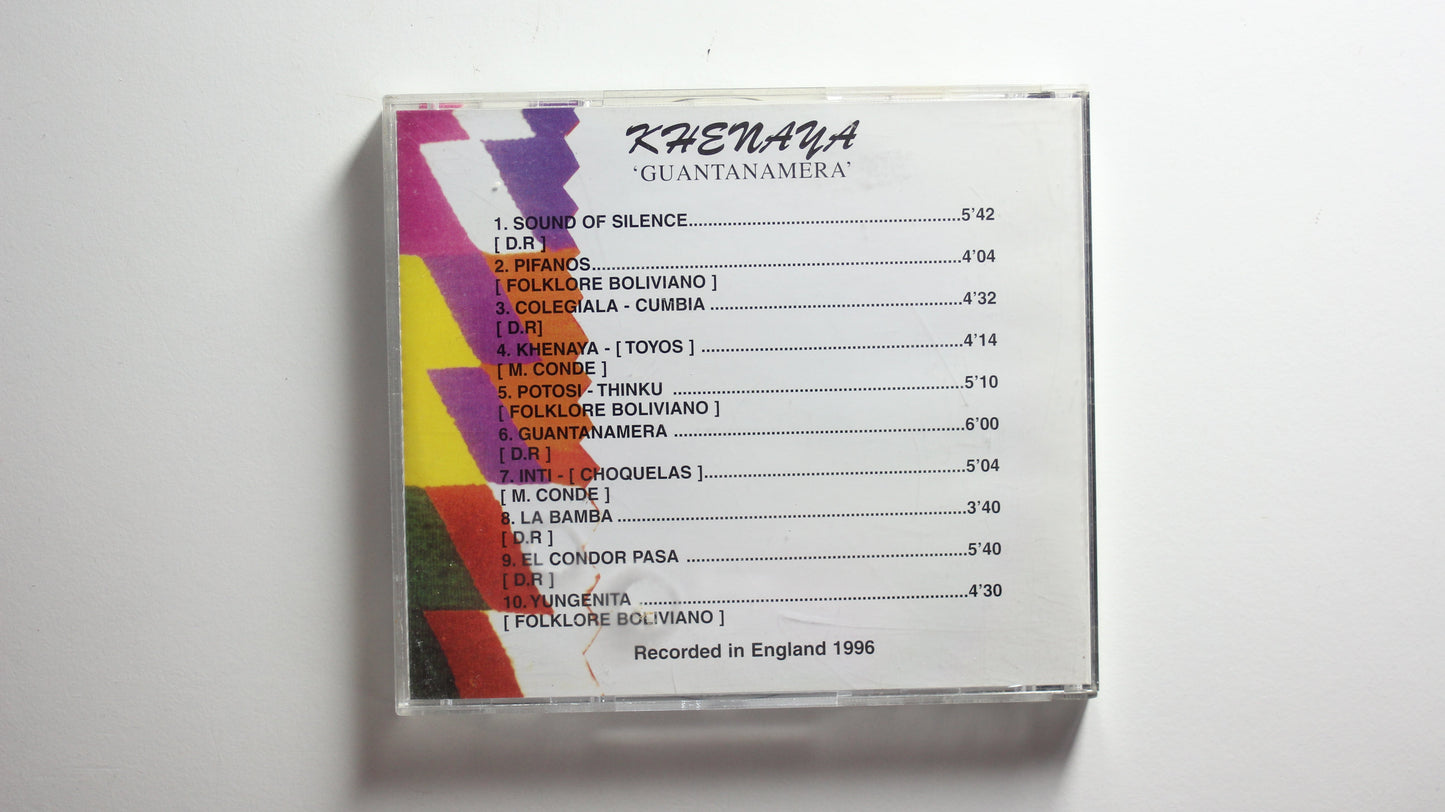 KHENAYA
‘GUANTANAMERA’
1. SOUND OF SILENCE..................................................5’42
[ D.R ]
2. PIFANOS....................................................................4’04
[ FOLKLORE BOLIVIANO ]
3. COLEGIALA - CUMBIA ..............................................4’32
[ D.R]
4. KHENAYA - [ TOYOS ] ................................................4’14
[ M. CONDE ]
5. POTOSI - THINKU .....................................................5’10
[ FOLKLORE BOLIVIANO ]
6. GUANTANAMERA .....................................................6’00
[ D.R ]
7. INTI - [ CHOQUELAS ]................................................5’04
[ M. CONDE ]
8. LA BAMBA ................................................................3’40
[ D.R ]
9. EL CONDOR PASA ...................................................5’40
[ D.R ]
10. YUNGENITA .............................................................4’30
[ FOLKLORE BOLIVIANO ]
Recorded in England 1996